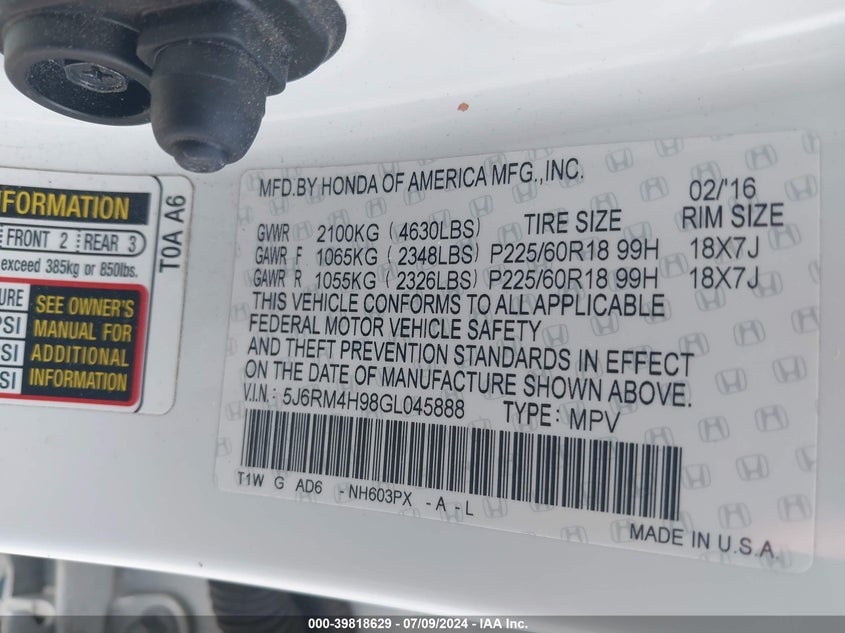 NFORMATION
FRONT 2 REAR 3
exceed 385kg or 850lbs.
URE SEE OWNER'S
PSI MANUAL FOR
PSI ADDITIONAL
SI INFORMATION
T0A A6
MFD.BY HONDA OF AMERICA MFG.,INC. 02/'16
TIRE SIZE RIM SIZE
GVWR 2100KG (4630LBS)
GAWR F 1065KG (2348LBS) P225/60R18 99H 18X7J
GAWR R 1055KG (2326LBS) P225/60R18 99H 18X7J
THIS VEHICLE CONFORMS TO ALL APPLICABLE
FEDERAL MOTOR VEHICLE SAFETY
AND THEFT PREVENTION STANDARDS IN EFFECT
ON THE DATE OF MANUFACTURE SHOWN ABOVE.
V.I.N.: 5J6RM4H98GL045888 TYPE: MPV
T1W G AD6 -NH603PX -A-L
MADE IN U.S.A.
000-39818629 - 07/09/2024 - IAA Inc.